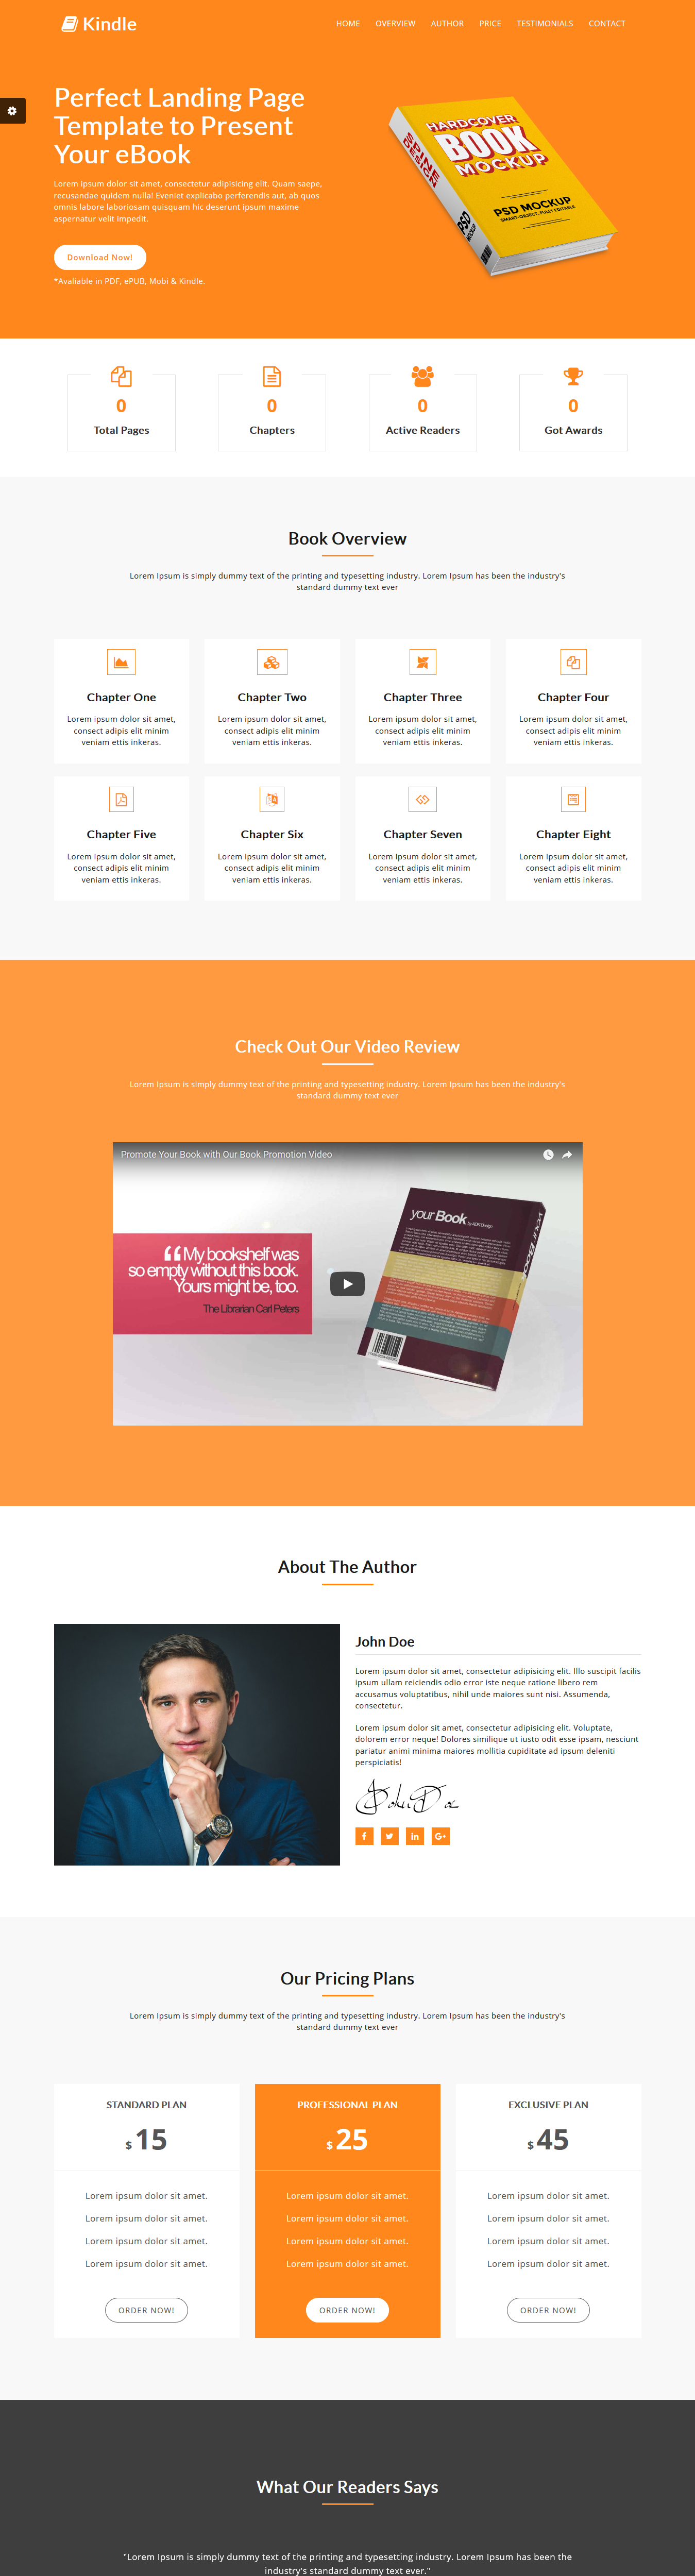 Kindle
HOME OVERVIEW AUTHOR PRICE TESTIMONIALS CONTACT
Perfect Landing Page
Template to Present
Your eBook
Lorem ipsum dolor sit amet, consectetur adipisicing elit. Quam saepe,
recusandae quidem nulla! Eveniet explicabo perferendis aut, ab quos
omnis labore laboriosam quisquam hic deserunt ipsum maxime
aspernatur velit impedit.
Download Now!
*Avaliable in PDF, ePUB, Mobi & Kindle.
HARDCOVER
BOOK
MOCKUP
SPINE
DESIGN
PSD MOCKUP
SMART-OBJECT, FULLY EDITABLE
PSD
MOCKUP
0
Total Pages
0
Chapters
0
Active Readers
0
Got Awards
Book Overview
Lorem Ipsum is simply dummy text of the printing and typesetting industry. Lorem Ipsum has been the industry's
standard dummy text ever
Chapter One
Lorem ipsum dolor sit amet,
consect adipis elit minim
veniam ettis inkeras.
Chapter Two
Lorem ipsum dolor sit amet,
consect adipis elit minim
veniam ettis inkeras.
Chapter Three
Lorem ipsum dolor sit amet,
consect adipis elit minim
veniam ettis inkeras.
Chapter Four
Lorem ipsum dolor sit amet,
consect adipis elit minim
veniam ettis inkeras.
Chapter Five
Lorem ipsum dolor sit amet,
consect adipis elit minim
veniam ettis inkeras.
Chapter Six
Lorem ipsum dolor sit amet,
consect adipis elit minim
veniam ettis inkeras.
Chapter Seven
Lorem ipsum dolor sit amet,
consect adipis elit minim
veniam ettis inkeras.
Chapter Eight
Lorem ipsum dolor sit amet,
consect adipis elit minim
veniam ettis inkeras.
Check Out Our Video Review
Lorem Ipsum is simply dummy text of the printing and typesetting industry. Lorem Ipsum has been the industry's
standard dummy text ever
Promote Your Book with Our Book Promotion Video
“My bookshelf was
so empty without this book.
Yours might be, too.
The Librarian Carl Peters
your Book by ADK Design
YOUR BOOK
About The Author
John Doe
Lorem ipsum dolor sit amet, consectetur adipisicing elit. Illo suscipit facilis
ipsum ullam reiciendis odio error iste neque ratione libero rem
accusamus voluptatibus, nihil unde maiores sunt nisi. Assumenda,
consectetur.
Lorem ipsum dolor sit amet, consectetur adipisicing elit. Voluptate,
dolorem error neque! Dolores similique ut iusto odit esse ipsam, nesciunt
pariatur animi minima maiores mollitia cupiditate ad ipsum deleniti
perspiciatis!
John Doe
Our Pricing Plans
Lorem Ipsum is simply dummy text of the printing and typesetting industry. Lorem Ipsum has been the industry's
standard dummy text ever
STANDARD PLAN
$ 15
Lorem ipsum dolor sit amet.
Lorem ipsum dolor sit amet.
Lorem ipsum dolor sit amet.
Lorem ipsum dolor sit amet.
ORDER NOW!
PROFESSIONAL PLAN
$ 25
Lorem ipsum dolor sit amet.
Lorem ipsum dolor sit amet.
Lorem ipsum dolor sit amet.
Lorem ipsum dolor sit amet.
ORDER NOW!
EXCLUSIVE PLAN
$ 45
Lorem ipsum dolor sit amet.
Lorem ipsum dolor sit amet.
Lorem ipsum dolor sit amet.
Lorem ipsum dolor sit amet.
ORDER NOW!
What Our Readers Says
"Lorem Ipsum is simply dummy text of the printing and typesetting industry. Lorem Ipsum has been the
industry's standard dummy text ever."